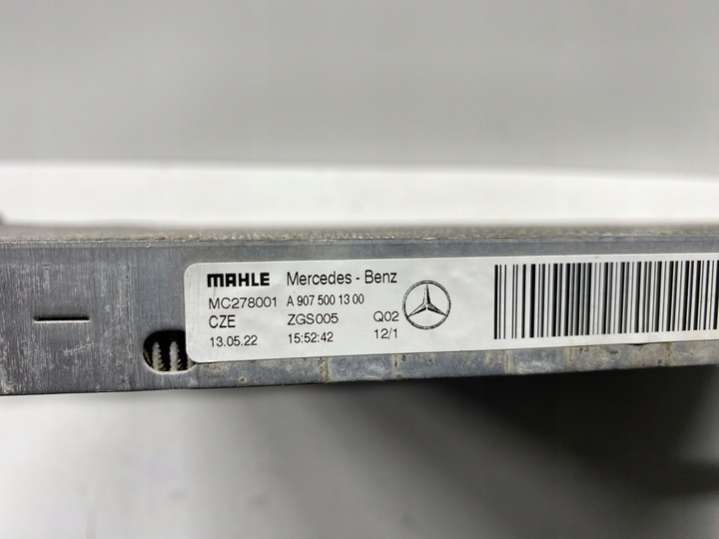 MAHLE Mercedes - Benz
MC278001 A 907 500 13 00
CZE ZGS005 Q02
13.05.22 15:52:42 12/1